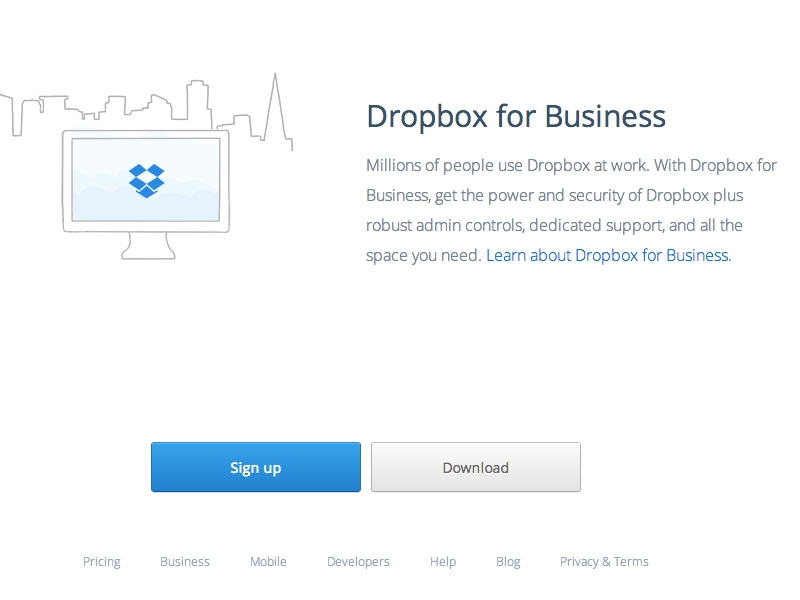 Dropbox for Business
Millions of people use Dropbox at work. With Dropbox for
Business, get the power and security of Dropbox plus
robust admin controls, dedicated support, and all the
space you need. Learn about Dropbox for Business.
Sign up
Download
Pricing
Business
Mobile
Developers
Help
Blog
Privacy & Terms